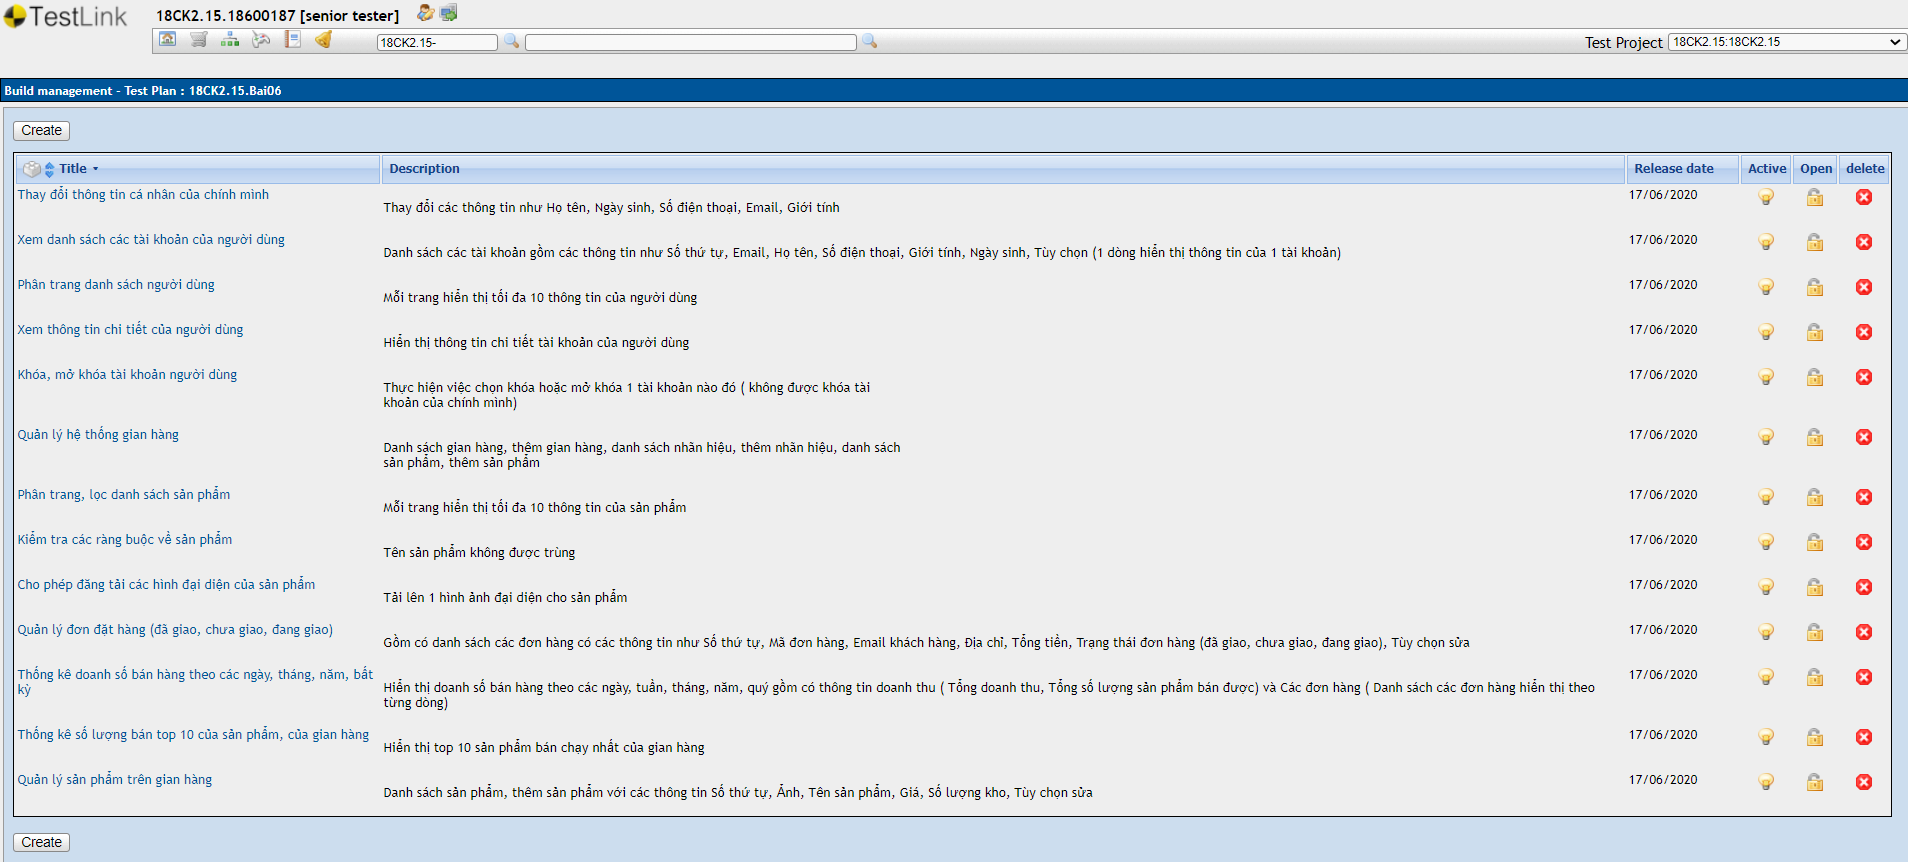 TestLink
18CK2.15.18600187 [senior tester]
18CK2.15-
Test Project 18CK2.15:18CK2.15
Build management - Test Plan : 18CK2.15.Bai06
Create
Title Description Release date Active Open delete
Thay đổi thông tin cá nhân của chính mình 17/06/2020
Thay đổi các thông tin như Họ tên, Ngày sinh, Số điện thoại, Email, Giới tính
Xem danh sách các tài khoản của người dùng 17/06/2020
Danh sách các tài khoản gồm các thông tin như Số thứ tự, Email, Họ tên, Số điện thoại, Giới tính, Ngày sinh, Tùy chọn (1 dòng hiển thị thông tin của 1 tài khoản)
Phân trang danh sách người dùng 17/06/2020
Mỗi trang hiển thị tối đa 10 thông tin của người dùng
Xem thông tin chi tiết của người dùng 17/06/2020
Hiển thị thông tin chi tiết tài khoản của người dùng
Khóa, mở khóa tài khoản người dùng 17/06/2020
Thực hiện việc chọn khóa hoặc mở khóa 1 tài khoản nào đó ( không được khóa tài
khoản của chính mình)
Quản lý hệ thống gian hàng 17/06/2020
Danh sách gian hàng, thêm gian hàng, danh sách nhãn hiệu, thêm nhãn hiệu, danh sách
sản phẩm, thêm sản phẩm
Phân trang, lọc danh sách sản phẩm 17/06/2020
Mỗi trang hiển thị tối đa 10 thông tin của sản phẩm
Kiểm tra các ràng buộc về sản phẩm 17/06/2020
Tên sản phẩm không được trùng
Cho phép đăng tải các hình đại diện của sản phẩm 17/06/2020
Tải lên 1 hình ảnh đại diện cho sản phẩm
Quản lý đơn đặt hàng (đã giao, chưa giao, đang giao) 17/06/2020
Gồm có danh sách các đơn hàng có các thông tin như Số thứ tự, Mã đơn hàng, Email khách hàng, Địa chỉ, Tổng tiền, Trạng thái đơn hàng (đã giao, chưa giao, đang giao), Tùy chọn sửa
Thống kê doanh số bán hàng theo các ngày, tháng, năm, bất 17/06/2020
kỳ
Hiển thị doanh số bán hàng theo các ngày, tuần, tháng, năm, quý gồm có thông tin doanh thu ( Tổng doanh thu, Tổng số lượng sản phẩm bán được) và Các đơn hàng ( Danh sách các đơn hàng hiển thị theo
từng dòng)
Thống kê số lượng bán top 10 của sản phẩm, của gian hàng 17/06/2020
Hiển thị top 10 sản phẩm bán chạy nhất của gian hàng
Quản lý sản phẩm trên gian hàng 17/06/2020
Danh sách sản phẩm, thêm sản phẩm với các thông tin Số thứ tự, Ảnh, Tên sản phẩm, Giá, Số lượng kho, Tùy chọn sửa
Create